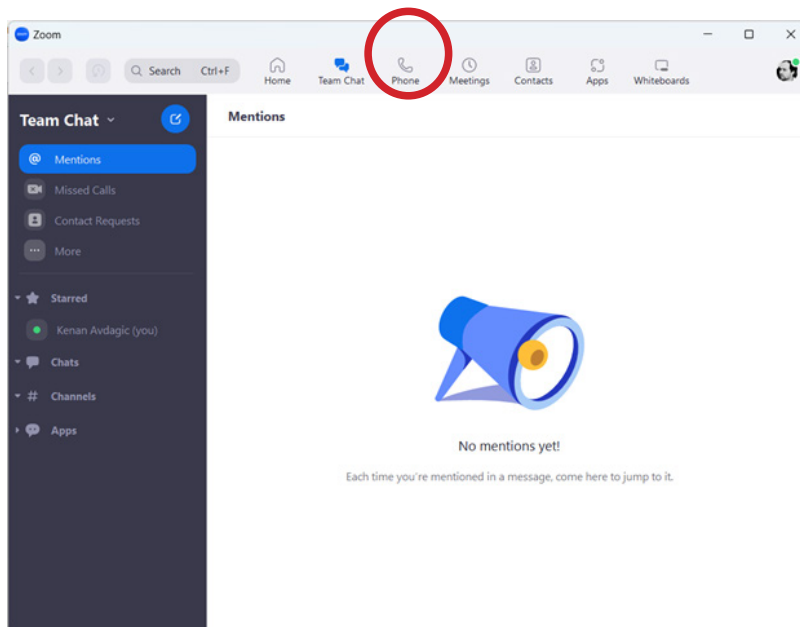 Zoom
Search Ctrl+F
Home
Team Chat
Phone
Meetings
Contacts
Apps
Whiteboards
Team Chat
Mentions
Missed Calls
Contact Requests
More
Starred
Kenan Avdagic (you)
Chats
Channels
Apps
Mentions
No mentions yet!
Each time you're mentioned in a message, come here to jump to it.